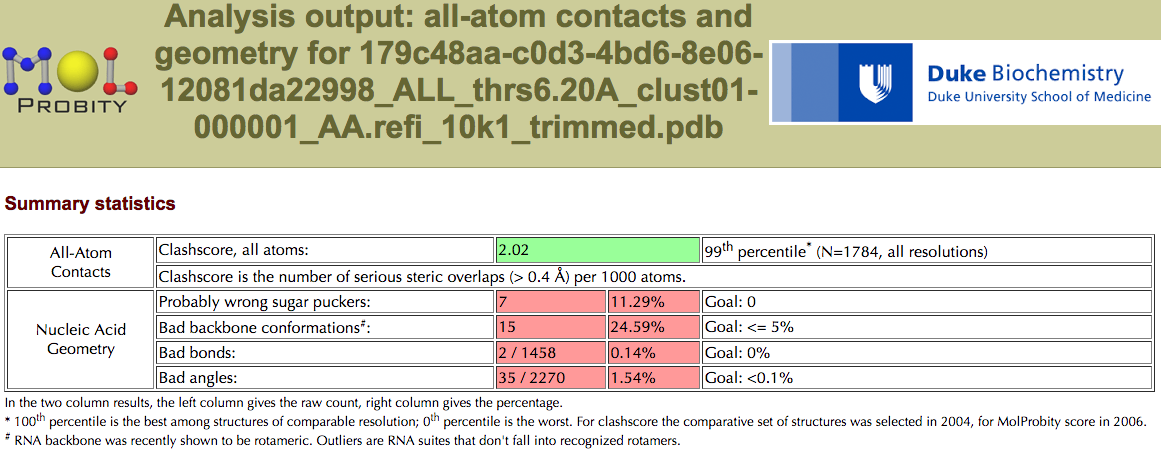 Analysis output: all-atom contacts and
geometry for 179c48aa-c0d3-4bd6-8e06-
12081da22998_ALL_thrs6.20A_clust01-
000001_AA.refi_10k1_trimmed.pdb
MOL
PROBITY
Duke Biochemistry
Duke University School of Medicine
Summary statistics
All-Atom
Contacts
Clashscore, all atoms: 2.02 99th percentile* (N=1784, all resolutions)
Clashscore is the number of serious steric overlaps (> 0.4 Å) per 1000 atoms.
Nucleic Acid
Geometry
Probably wrong sugar puckers: 7 11.29% Goal: 0
Bad backbone conformations#: 15 24.59% Goal: <= 5%
Bad bonds: 2 / 1458 0.14% Goal: 0%
Bad angles: 35 / 2270 1.54% Goal: <0.1%
In the two column results, the left column gives the raw count, right column gives the percentage.
* 100th percentile is the best among structures of comparable resolution; 0th percentile is the worst. For clashscore the comparative set of structures was selected in 2004, for MolProbity score in 2006.
# RNA backbone was recently shown to be rotameric. Outliers are RNA suites that don't fall into recognized rotamers.